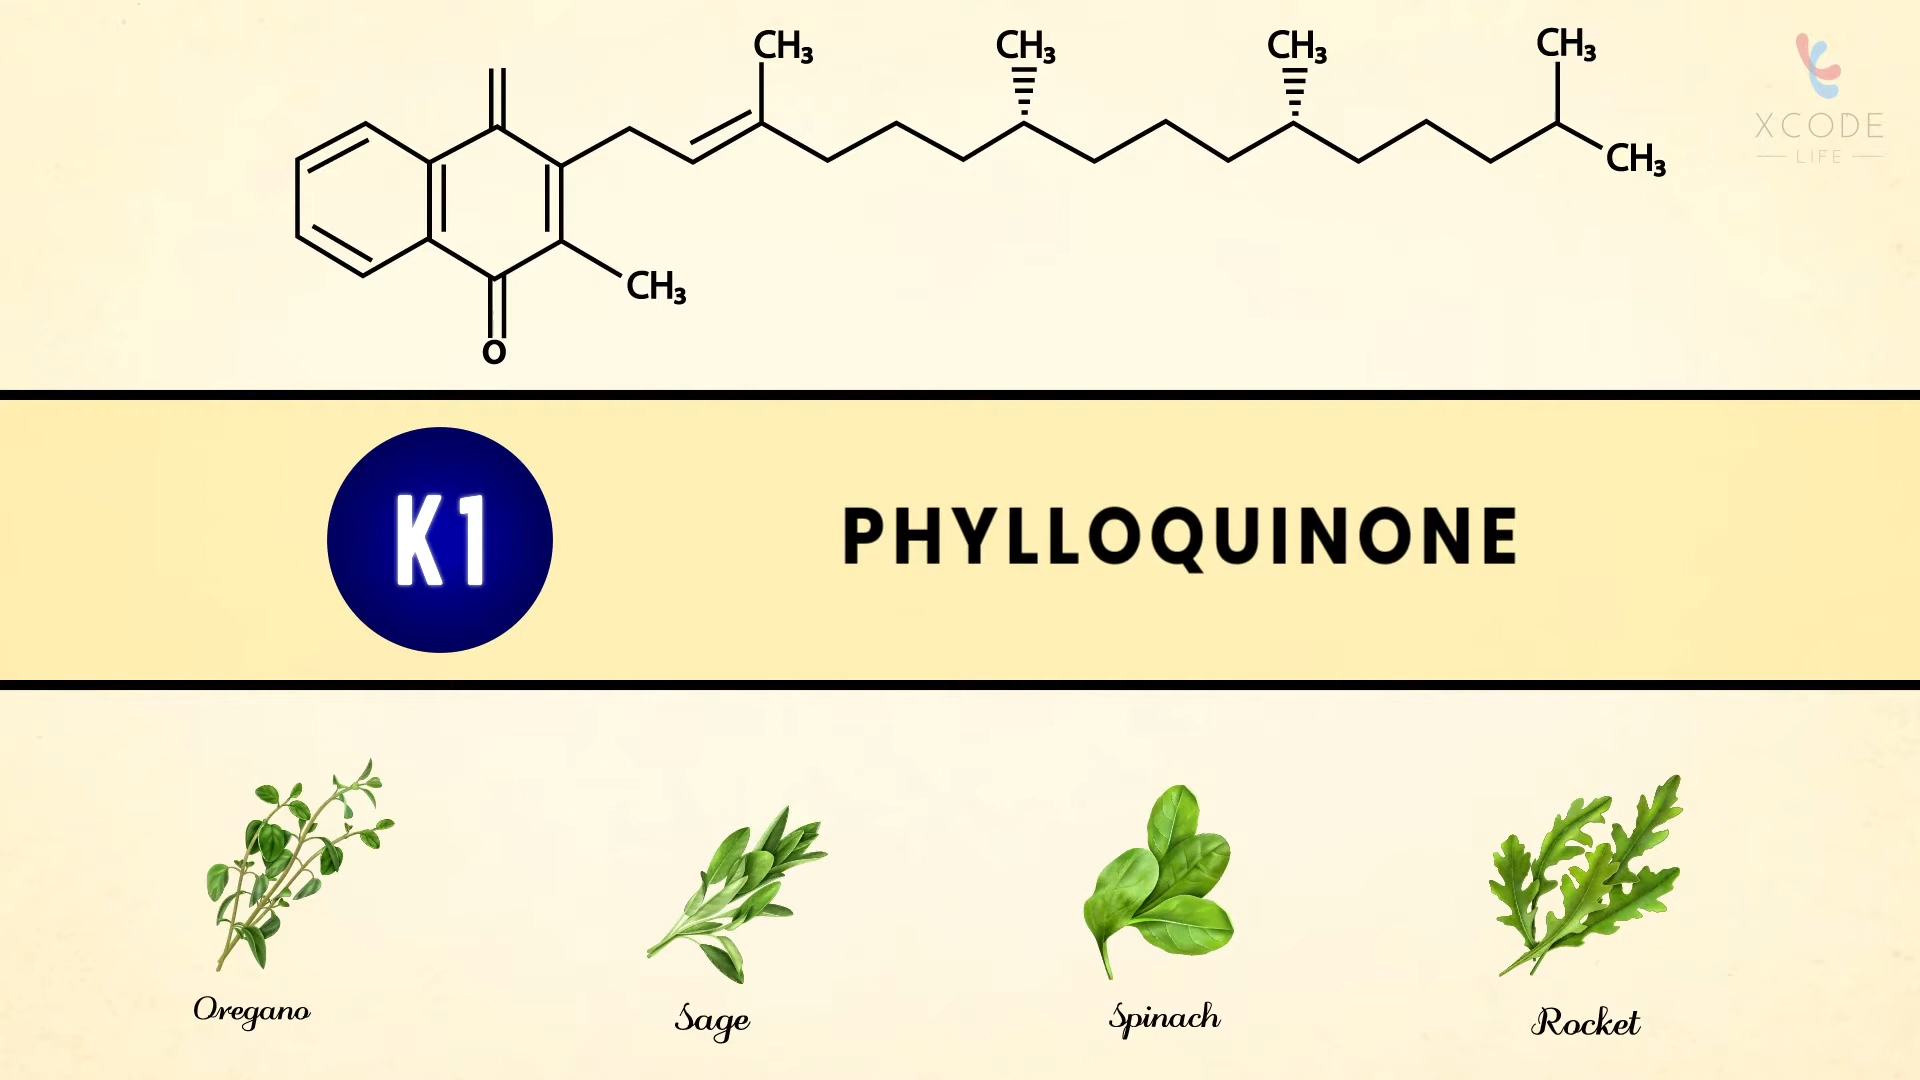 CH3
CH3
CH3
CH3
CH3
CH3
O
XCODE
LIFE
K1
PHYLLOQUINONE
Oregano
Sage
Spinach
Rocket